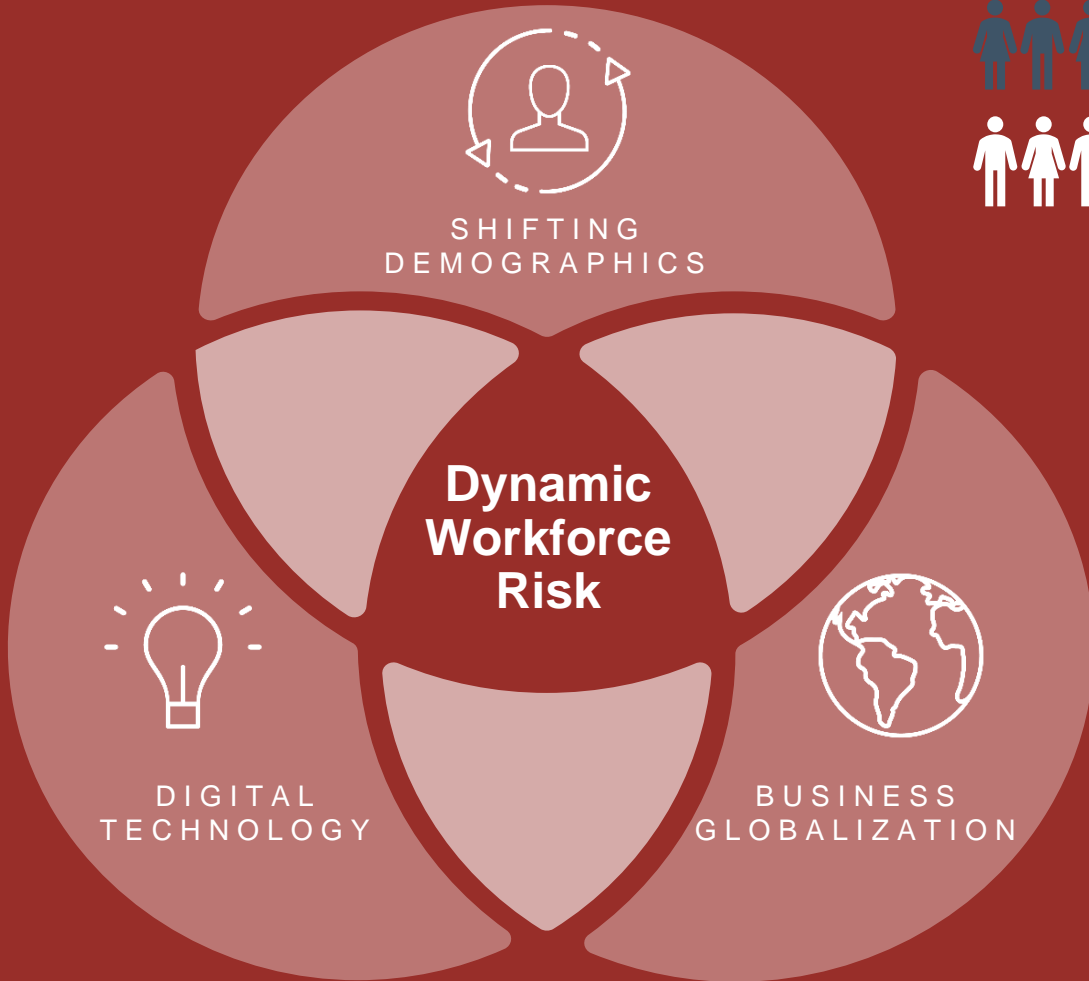 SHIFTING
DEMOGRAPHICS
Dynamic
Workforce
Risk
DIGITAL
TECHNOLOGY
BUSINESS
GLOBALIZATION